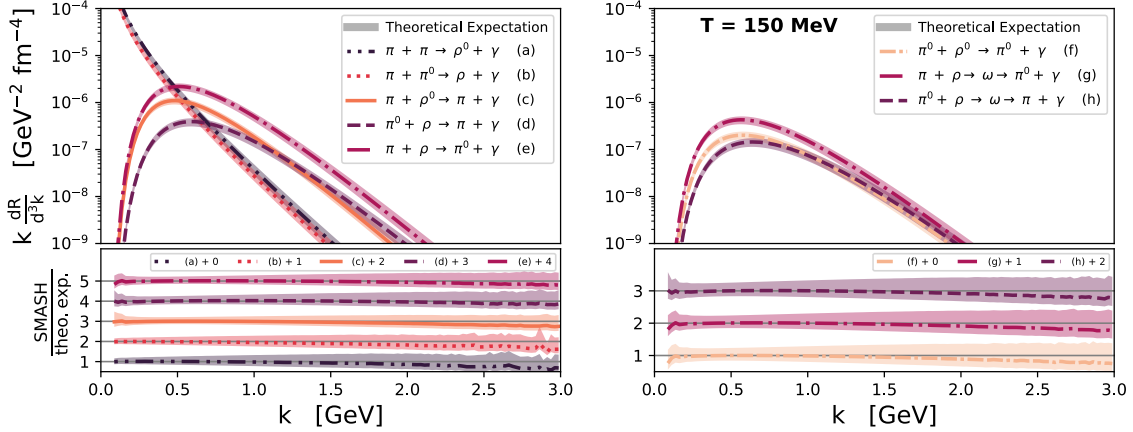 Theoretical Expectation
π + π → ρ⁰ + γ (a)
π + π⁰ → ρ + γ (b)
π + ρ⁰ → π + γ (c)
π⁰ + ρ → π + γ (d)
π + ρ → π⁰ + γ (e)
10⁻⁴
10⁻⁵
10⁻⁶
10⁻⁷
10⁻⁸
10⁻⁹
k dR/d³k [GeV⁻² fm⁻⁴]
(a) + 0 (b) + 1 (c) + 2 (d) + 3 (e) + 4
5
4
3
2
1
SMASH
theo. exp.
0.0 0.5 1.0 1.5 2.0 2.5 3.0
k [GeV]
T = 150 MeV
Theoretical Expectation
π⁰ + ρ⁰ → π⁰ + γ (f)
π + ρ → ω → π⁰ + γ (g)
π⁰ + ρ → ω → π + γ (h)
10⁻⁴
10⁻⁵
10⁻⁶
10⁻⁷
10⁻⁸
10⁻⁹
(f) + 0 (g) + 1 (h) + 2
3
2
1
0.0 0.5 1.0 1.5 2.0 2.5 3.0
k [GeV]